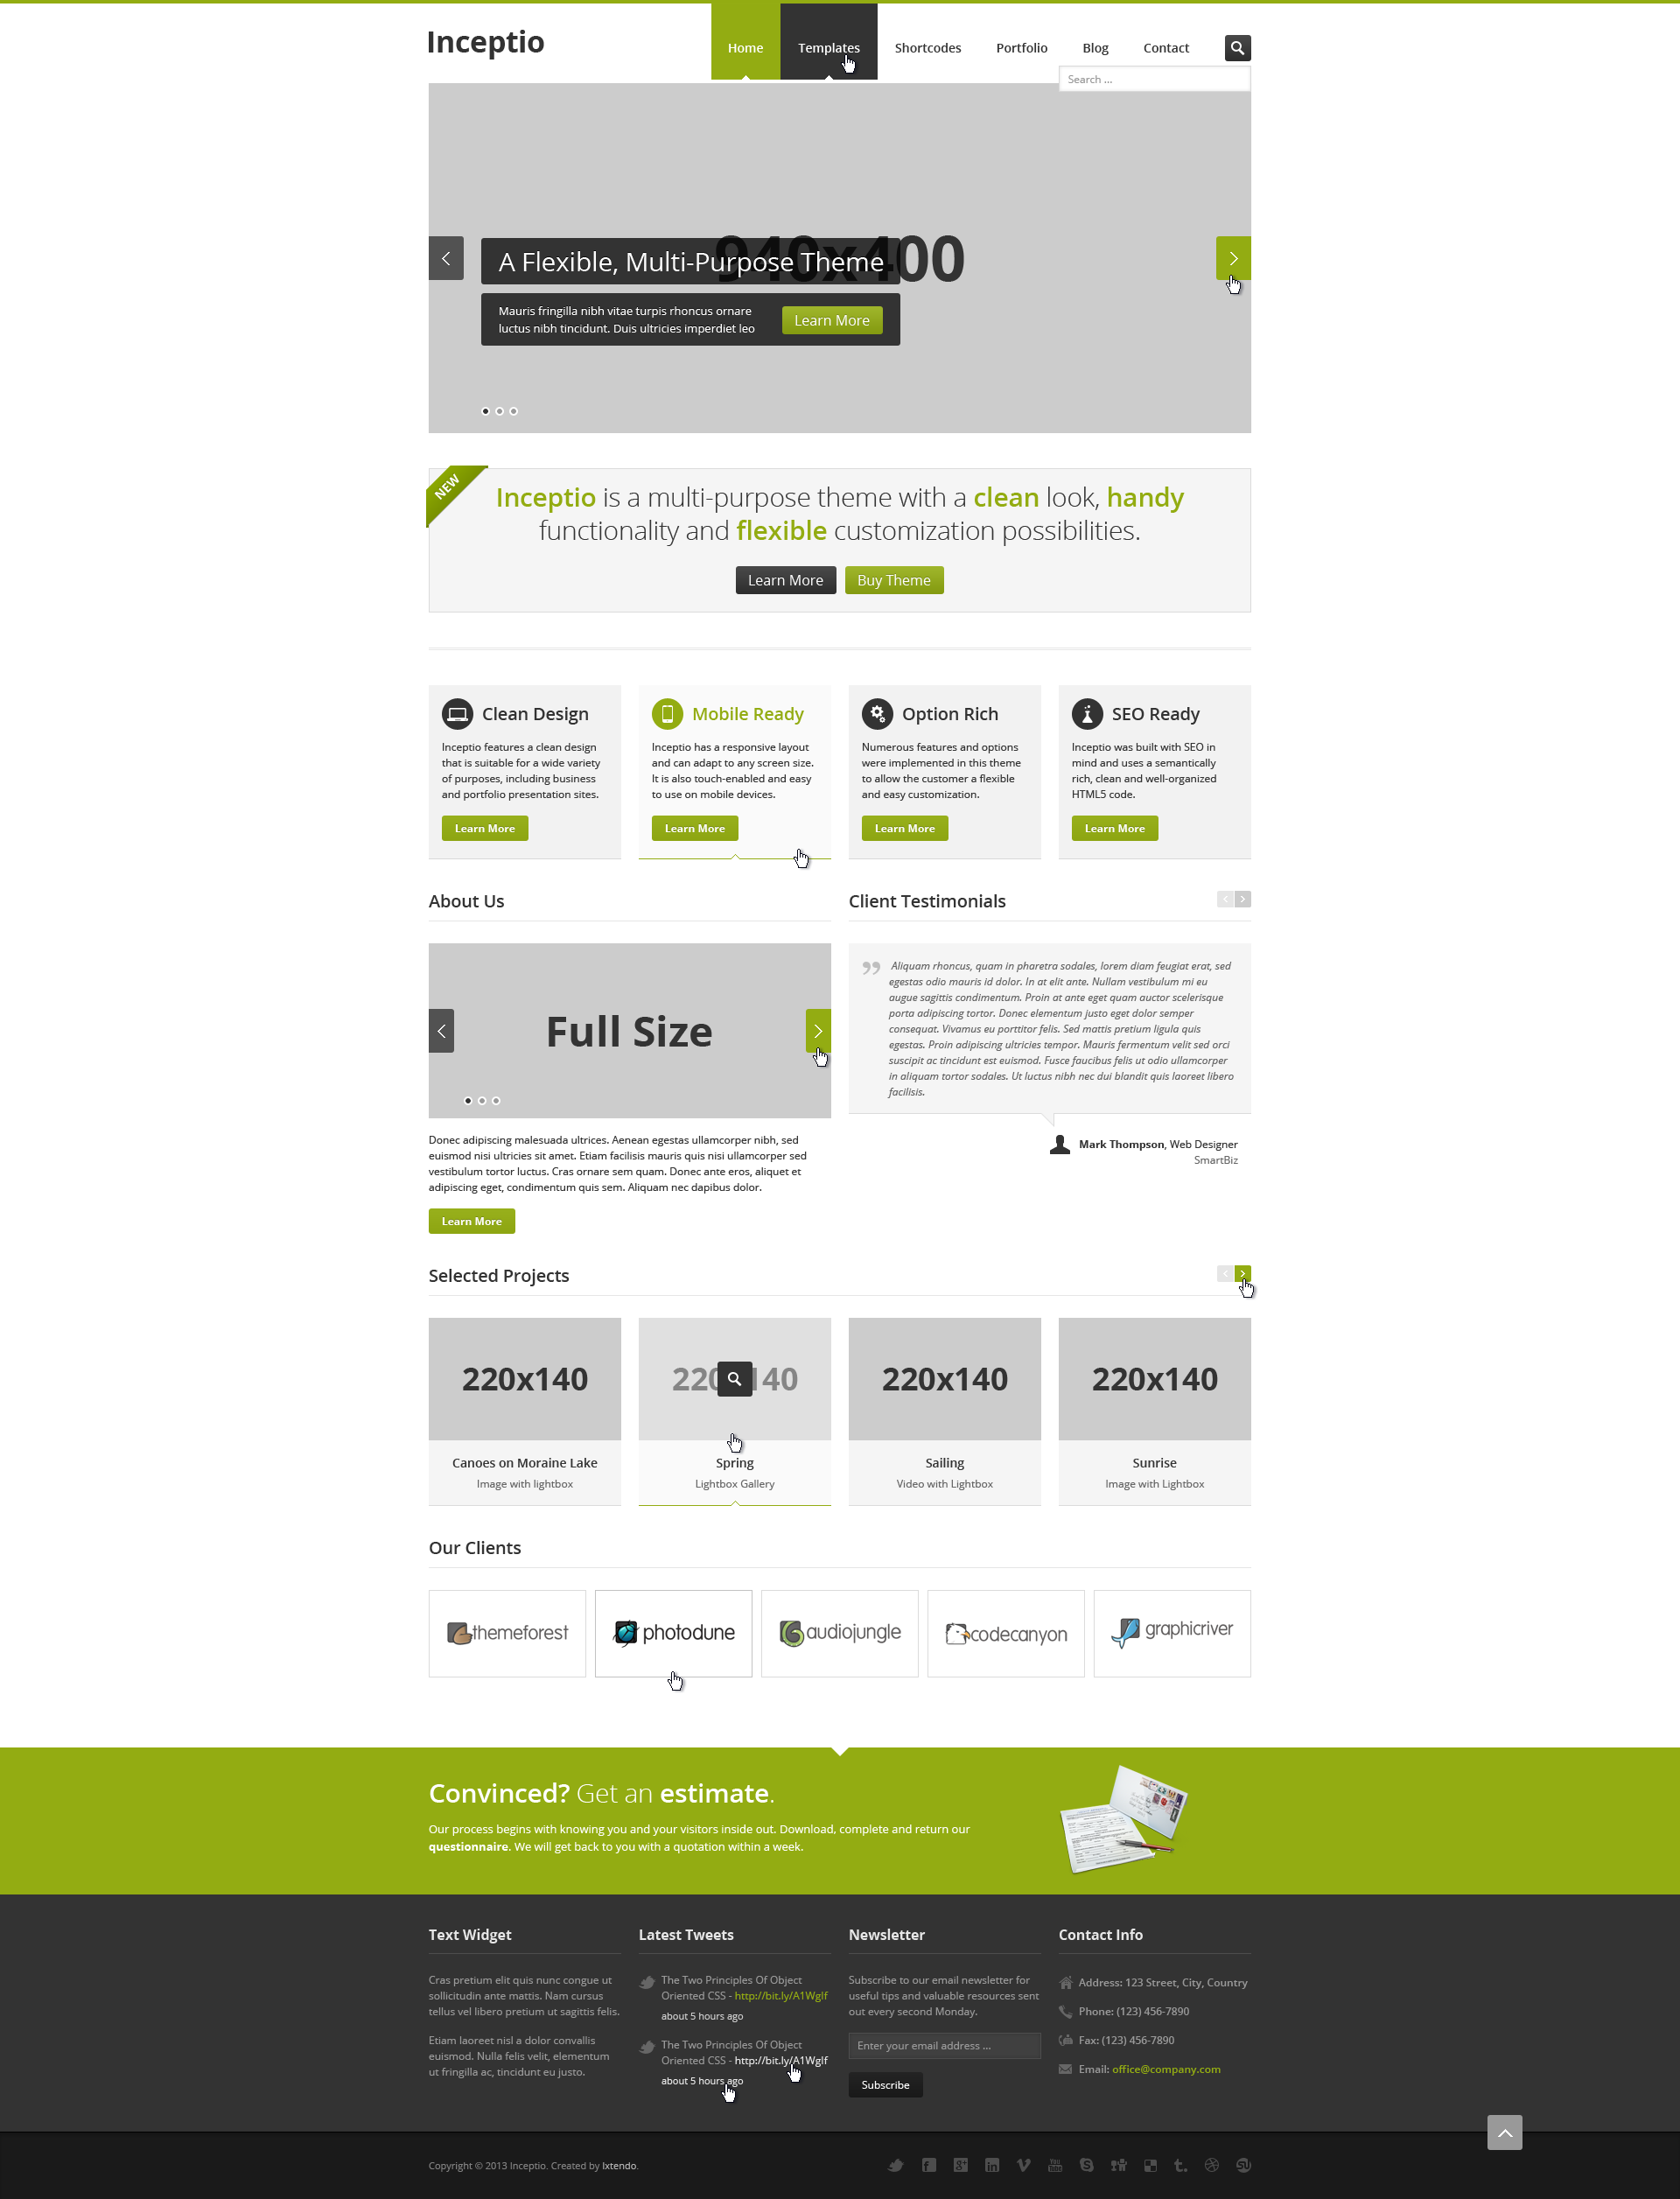 Inceptio
Home Templates Shortcodes Portfolio Blog Contact
Search ...
940x400
A Flexible, Multi-Purpose Theme
Mauris fringilla nibh vitae turpis rhoncus ornare
luctus nibh tincidunt. Duis ultricies imperdiet leo
Learn More
NEW
Inceptio is a multi-purpose theme with a clean look, handy
functionality and flexible customization possibilities.
Learn More Buy Theme
Clean Design
Inceptio features a clean design
that is suitable for a wide variety
of purposes, including business
and portfolio presentation sites.
Learn More
Mobile Ready
Inceptio has a responsive layout
and can adapt to any screen size.
It is also touch-enabled and easy
to use on mobile devices.
Learn More
Option Rich
Numerous features and options
were implemented in this theme
to allow the customer a flexible
and easy customization.
Learn More
SEO Ready
Inceptio was built with SEO in
mind and uses a semantically
rich, clean and well-organized
HTML5 code.
Learn More
About Us
Full Size
Donec adipiscing malesuada ultrices. Aenean egestas ullamcorper nibh, sed
euismod nisi ultricies sit amet. Etiam facilisis mauris quis nisi ullamcorper sed
vestibulum tortor luctus. Cras ornare sem quam. Donec ante eros, aliquet et
adipiscing eget, condimentum quis sem. Aliquam nec dapibus dolor.
Learn More
Client Testimonials
Aliquam rhoncus, quam in pharetra sodales, lorem diam feugiat erat, sed
egestas odio mauris id dolor. In at elit ante. Nullam vestibulum mi eu
augue sagittis condimentum. Proin at ante eget quam auctor scelerisque
porta adipiscing tortor. Donec elementum justo eget dolor semper
consequat. Vivamus eu porttitor felis. Sed mattis pretium ligula quis
egestas. Proin adipiscing ultricies tempor. Mauris fermentum velit sed orci
suscipit ac tincidunt est euismod. Fusce faucibus felis ut odio ullamcorper
in aliquam tortor sodales. Ut luctus nibh nec dui blandit quis laoreet libero
facilisis.
Mark Thompson, Web Designer
SmartBiz
Selected Projects
220x140
Canoes on Moraine Lake
Image with lightbox
220x140
Spring
Lightbox Gallery
220x140
Sailing
Video with Lightbox
220x140
Sunrise
Image with Lightbox
Our Clients
themeforest
photodune
audiojungle
codecanyon
graphicriver
Convinced? Get an estimate.
Our process begins with knowing you and your visitors inside out. Download, complete and return our
questionnaire. We will get back to you with a quotation within a week.
Text Widget
Cras pretium elit quis nunc congue ut
sollicitudin ante mattis. Nam cursus
tellus vel libero pretium ut sagittis felis.
Etiam laoreet nisl a dolor convallis
euismod. Nulla felis velit, elementum
ut fringilla ac, tincidunt eu justo.
Latest Tweets
The Two Principles Of Object
Oriented CSS - http://bit.ly/A1Wglf
about 5 hours ago
The Two Principles Of Object
Oriented CSS - http://bit.ly/A1Wglf
about 5 hours ago
Newsletter
Subscribe to our email newsletter for
useful tips and valuable resources sent
out every second Monday.
Enter your email address ...
Subscribe
Contact Info
Address: 123 Street, City, Country
Phone: (123) 456-7890
Fax: (123) 456-7890
Email: office@company.com
Copyright © 2013 Inceptio. Created by Ixtendo.